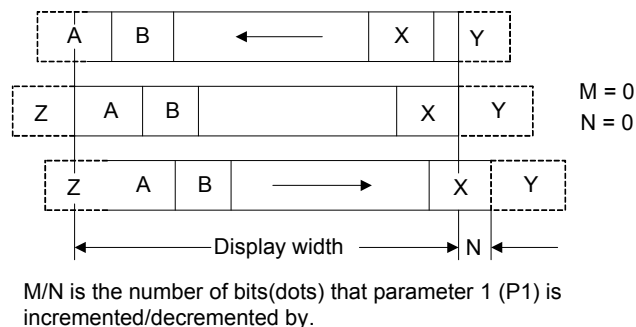 A B X Y
Z A B X Y
M = 0
N = 0
Z A B X Y
Display width N
M/N is the number of bits(dots) that parameter 1 (P1) is
incremented/decremented by.